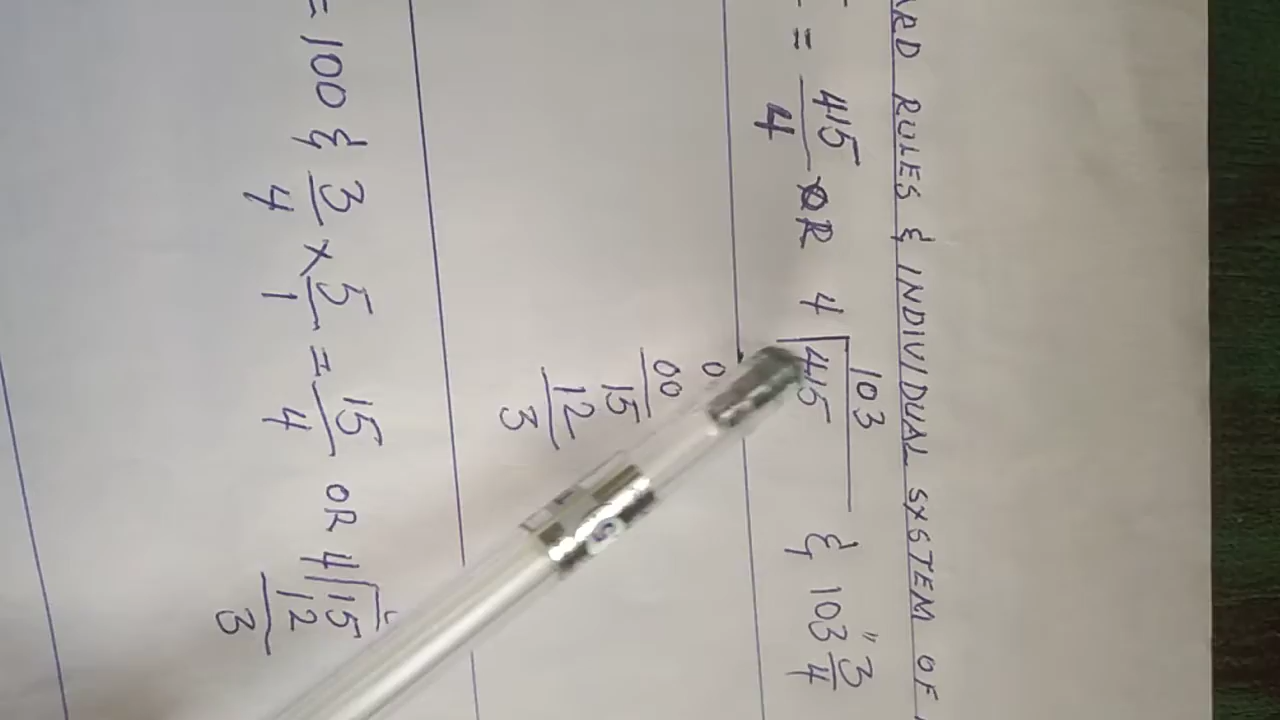 ARD RULES & INDIVIDUAL SYSTEM OF
103
= 415/4 OR 4 415 & 103" 3/4
0
00
15
12
3
= 100 & 3/4 × 5/1 = 15/4 OR 4 15
12
3